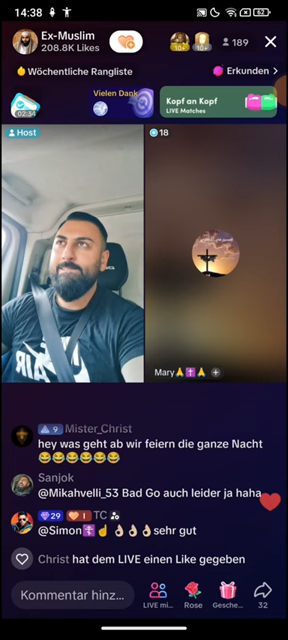 14:38
62
Ex-Muslim
208.8K Likes
10+
10+
189
Wöchentliche Rangliste
Erkunden >
02:34
Vielen Dank
Kopf an Kopf
LIVE Matches
Host
18
Mary
9 Mister_Christ
hey was geht ab wir feiern die ganze Nacht
😂😂😂😂😂😂
Sanjok
@Mikahvelli_53 Bad Go auch leider ja haha
29 I TC
@Simon✝️☝️👌🏼👌🏼👌🏼sehr gut
Christ hat dem LIVE einen Like gegeben
Kommentar hinz...
LIVE mi...
Rose
Gesche...
32